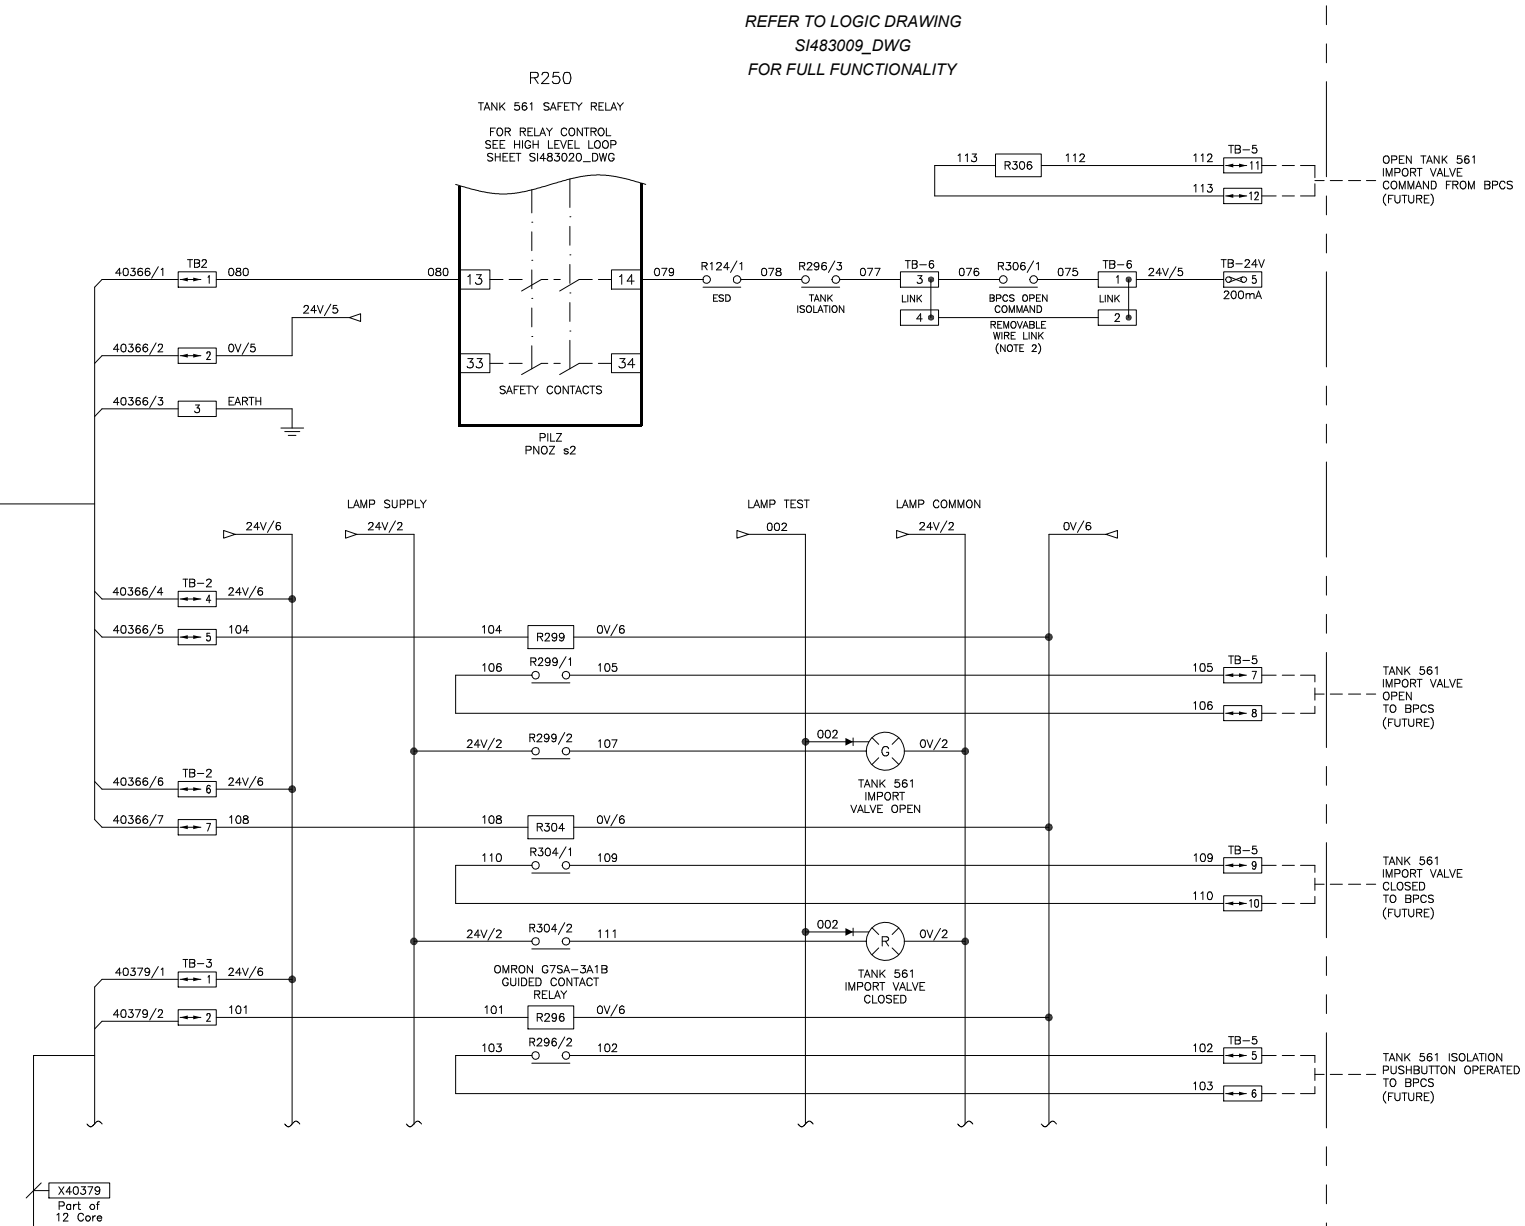 REFER TO LOGIC DRAWING
SI483009_DWG
FOR FULL FUNCTIONALITY
R250
TANK 561 SAFETY RELAY
FOR RELAY CONTROL
SEE HIGH LEVEL LOOP
SHEET SI483020_DWG
113 R306 112 112 TB-5 11
113 12
OPEN TANK 561
IMPORT VALVE
COMMAND FROM BPCS
(FUTURE)
40366/1 TB2 1 080 080 13 14 079 R124/1 078 R296/3 077 TB-6 3 076 R306/1 075 TB-6 1 24V/5 TB-24V 5
ESD
TANK
ISOLATION
LINK
BPCS OPEN
COMMAND
LINK
200mA
4
REMOVABLE
WIRE LINK
(NOTE 2)
2
24V/5
40366/2 2 0V/5
33 34
SAFETY CONTACTS
40366/3 3 EARTH
PILZ
PNOZ s2
LAMP SUPPLY LAMP TEST LAMP COMMON
24V/6 24V/2 002 24V/2 0V/6
40366/4 TB-2 4 24V/6
40366/5 5 104 104 R299 0V/6
106 R299/1 105 105 TB-5 7
106 8
TANK 561
IMPORT VALVE
OPEN
TO BPCS
(FUTURE)
24V/2 R299/2 107 002 G 0V/2
TANK 561
IMPORT
VALVE OPEN
40366/6 TB-2 6 24V/6
40366/7 7 108 108 R304 0V/6
110 R304/1 109 109 TB-5 9
110 10
TANK 561
IMPORT VALVE
CLOSED
TO BPCS
(FUTURE)
24V/2 R304/2 111 002 R 0V/2
TANK 561
IMPORT VALVE
CLOSED
40379/1 TB-3 1 24V/6
OMRON G7SA-3A1B
GUIDED CONTACT
RELAY
40379/2 2 101 101 R296 0V/6
103 R296/2 102 102 TB-5 5
103 6
TANK 561 ISOLATION
PUSHBUTTON OPERATED
TO BPCS
(FUTURE)
X40379
Part of
12 Core